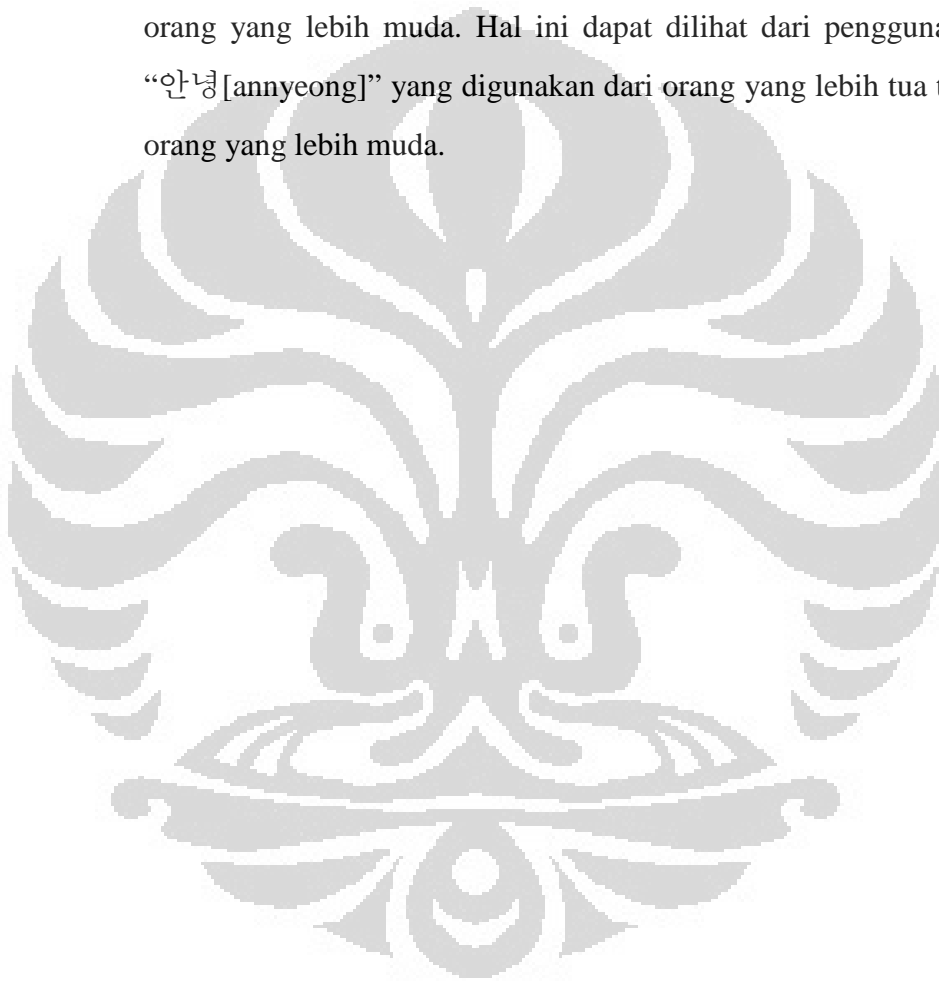 orang yang lebih muda. Hal ini dapat dilihat dari
“안녕[annyeong]” yang digunakan dari orang yang lebih tua
orang yang lebih muda.